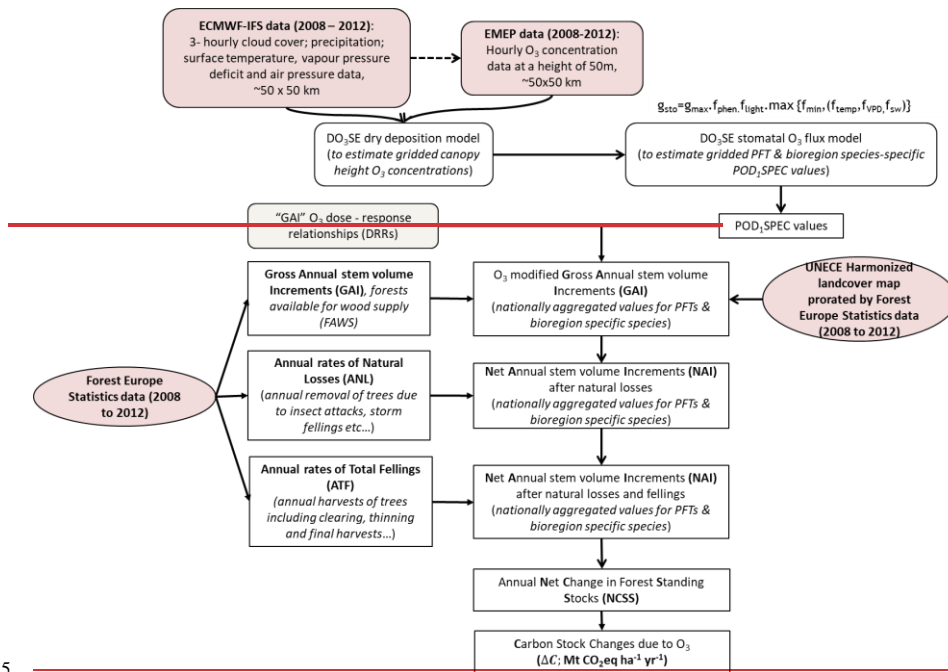 ECMWF-IFS data (2008 – 2012):
3- hourly cloud cover; precipitation;
surface temperature, vapour pressure
deficit and air pressure data,
~50 x 50 km
EMEP data (2008-2012):
Hourly O₃ concentration
data at a height of 50m,
~50x50 km
g_sto=g_max.f_phen.f_light.max {f_min,(f_temp,f_VPD,f_sw)}
DO₃SE dry deposition model
(to estimate gridded canopy
height O₃ concentrations)
DO₃SE stomatal O₃ flux model
(to estimate gridded PFT & bioregion species-specific
POD₁SPEC values)
"GAI" O₃ dose - response
relationships (DRRs)
POD₁SPEC values
Gross Annual stem volume
Increments (GAI), forests
available for wood supply
(FAWS)
O₃ modified Gross Annual stem volume
Increments (GAI)
(nationally aggregated values for PFTs &
bioregion specific species)
UNECE Harmonized
landcover map
prorated by Forest
Europe Statistics data
(2008 to 2012)
Forest Europe
Statistics data (2008
to 2012)
Annual rates of Natural
Losses (ANL)
(annual removal of trees due
to insect attacks, storm
fellings etc...)
Net Annual stem volume Increments (NAI)
after natural losses
(nationally aggregated values for PFTs &
bioregion specific species)
Annual rates of Total Fellings
(ATF)
(annual harvests of trees
including clearing, thinning
and final harvests...)
Net Annual stem volume Increments (NAI)
after natural losses and fellings
(nationally aggregated values for PFTs &
bioregion specific species)
Annual Net Change in Forest Standing
Stocks (NCSS)
Carbon Stock Changes due to O₃
(ΔC; Mt CO₂eq ha⁻¹ yr⁻¹)
5